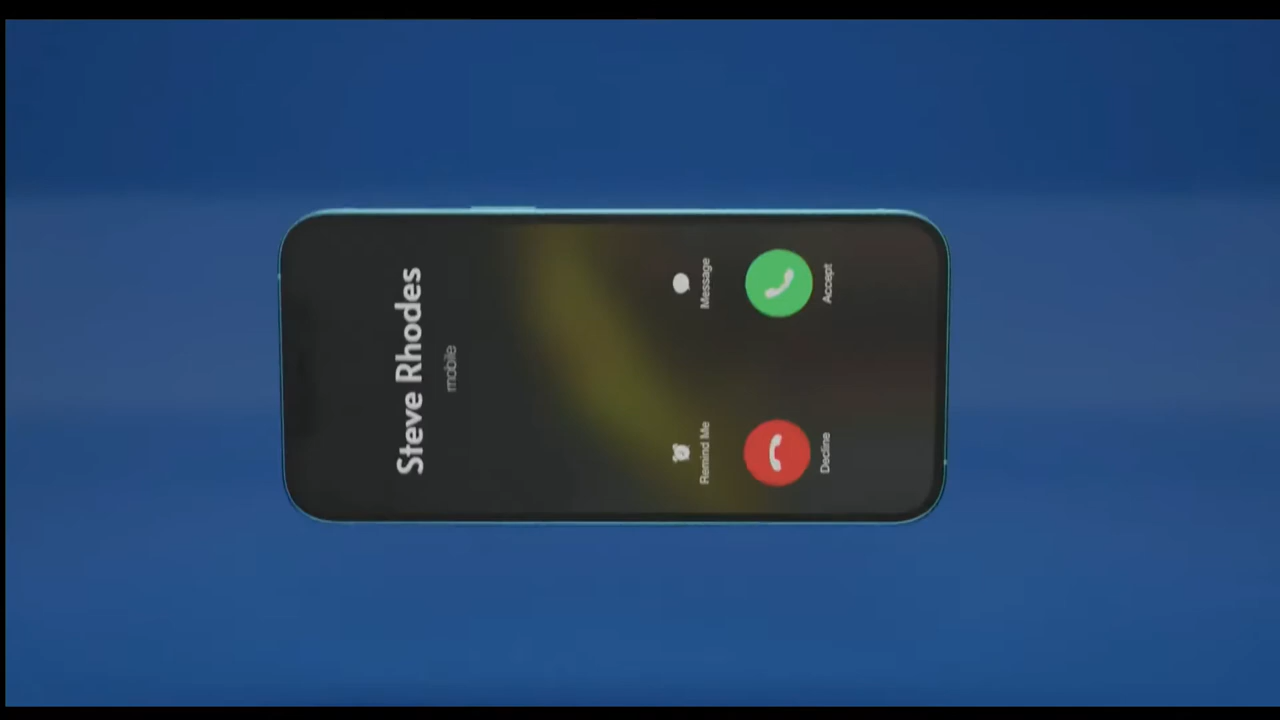 Steve Rhodes
mobile
Remind Me
Message
Decline
Accept